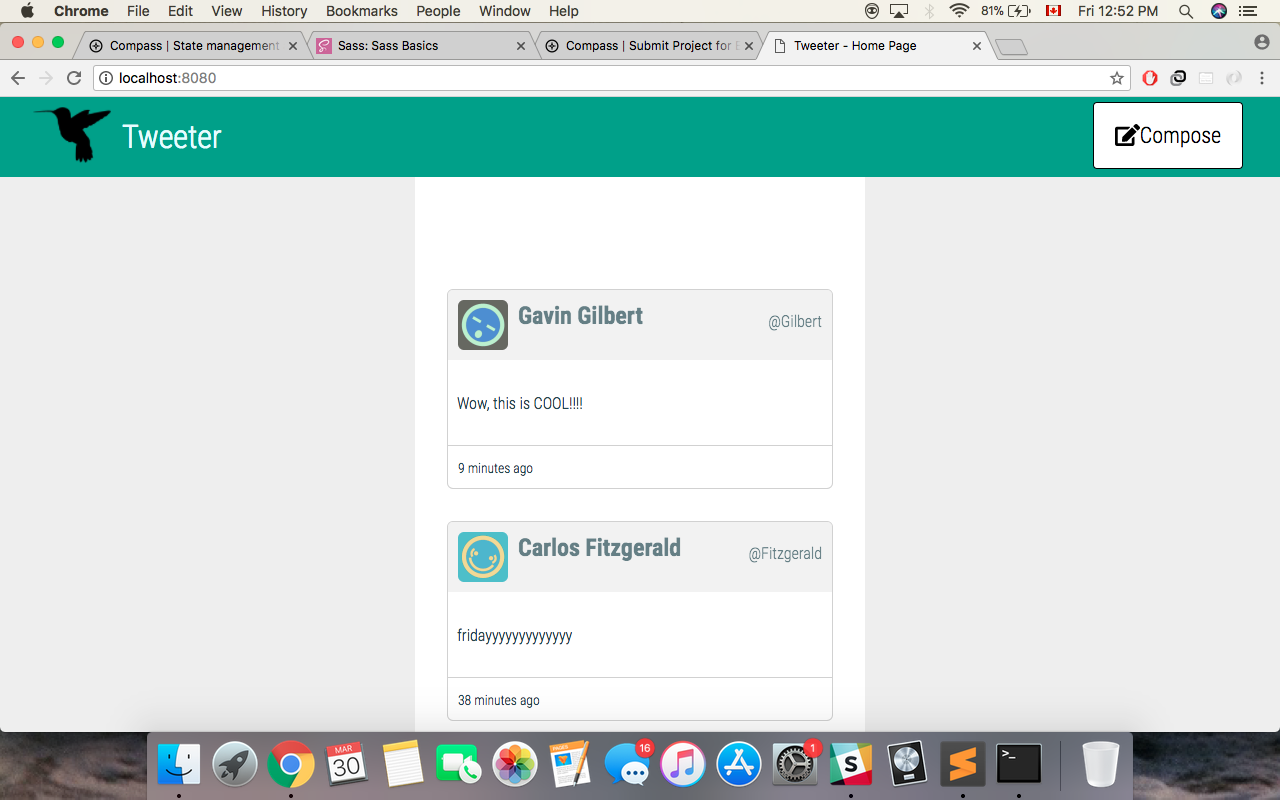 Chrome File Edit View History Bookmarks People Window Help 81% Fri 12:52 PM
Compass | State management Sass: Sass Basics Compass | Submit Project for Tweeter - Home Page
localhost:8080
Tweeter
Compose
Gavin Gilbert @Gilbert
Wow, this is COOL!!!!
9 minutes ago
Carlos Fitzgerald @Fitzgerald
fridayyyyyyyyyyyyy
38 minutes ago
MAR
30
PAGES
16
1
S
>_